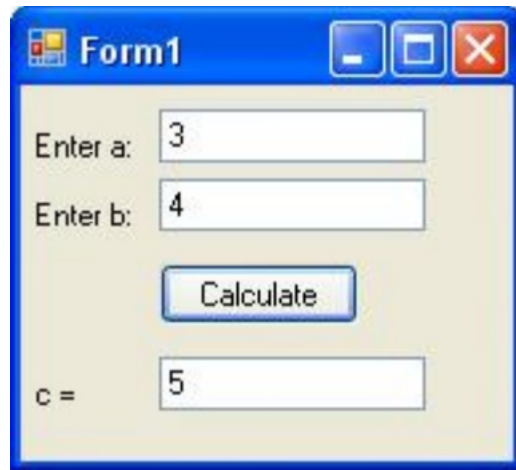 Form1
Enter a: 3
Enter b: 4
Calculate
c = 5